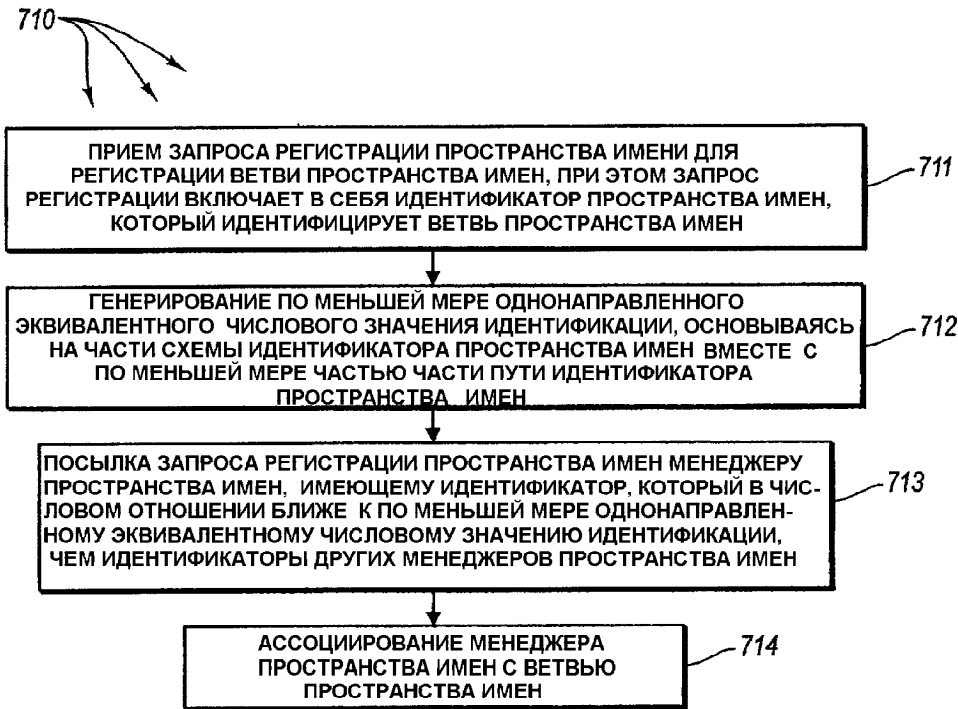 710
ПРИЕМ ЗАПРОСА РЕГИСТРАЦИИ ПРОСТРАНСТВА ИМЕНИ ДЛЯ
РЕГИСТРАЦИИ ВЕТВИ ПРОСТРАНСТВА ИМЕН, ПРИ ЭТОМ ЗАПРОС
РЕГИСТРАЦИИ ВКЛЮЧАЕТ В СЕБЯ ИДЕНТИФИКАТОР ПРОСТРАНСТВА ИМЕН,
КОТОРЫЙ ИДЕНТИФИЦИРУЕТ ВЕТВЬ ПРОСТРАНСТВА ИМЕН
711
ГЕНЕРИРОВАНИЕ ПО МЕНЬШЕЙ МЕРЕ ОДНОНАПРАВЛЕННОГО
ЭКВИВАЛЕНТНОГО ЧИСЛОВОГО ЗНАЧЕНИЯ ИДЕНТИФИКАЦИИ, ОСНОВЫВАЯСЬ
НА ЧАСТИ СХЕМЫ ИДЕНТИФИКАТОРА ПРОСТРАНСТВА ИМЕН ВМЕСТЕ С
ПО МЕНЬШЕЙ МЕРЕ ЧАСТЬЮ ЧАСТИ ПУТИ ИДЕНТИФИКАТОРА
ПРОСТРАНСТВА ИМЕН
712
ПОСЫЛКА ЗАПРОСА РЕГИСТРАЦИИ ПРОСТРАНСТВА ИМЕН МЕНЕДЖЕРУ
ПРОСТРАНСТВА ИМЕН, ИМЕЮЩЕМУ ИДЕНТИФИКАТОР, КОТОРЫЙ В ЧИС-
ЛОВОМ ОТНОШЕНИИ БЛИЖЕ К ПО МЕНЬШЕЙ МЕРЕ ОДНОНАПРАВЛЕН-
НОМУ ЭКВИВАЛЕНТНОМУ ЧИСЛОВОМУ ЗНАЧЕНИЮ ИДЕНТИФИКАЦИИ,
ЧЕМ ИДЕНТИФИКАТОРЫ ДРУГИХ МЕНЕДЖЕРОВ ПРОСТРАНСТВА ИМЕН
713
АССОЦИИРОВАНИЕ МЕНЕДЖЕРА
ПРОСТРАНСТВА ИМЕН С ВЕТВЬЮ
ПРОСТРАНСТВА ИМЕН
714